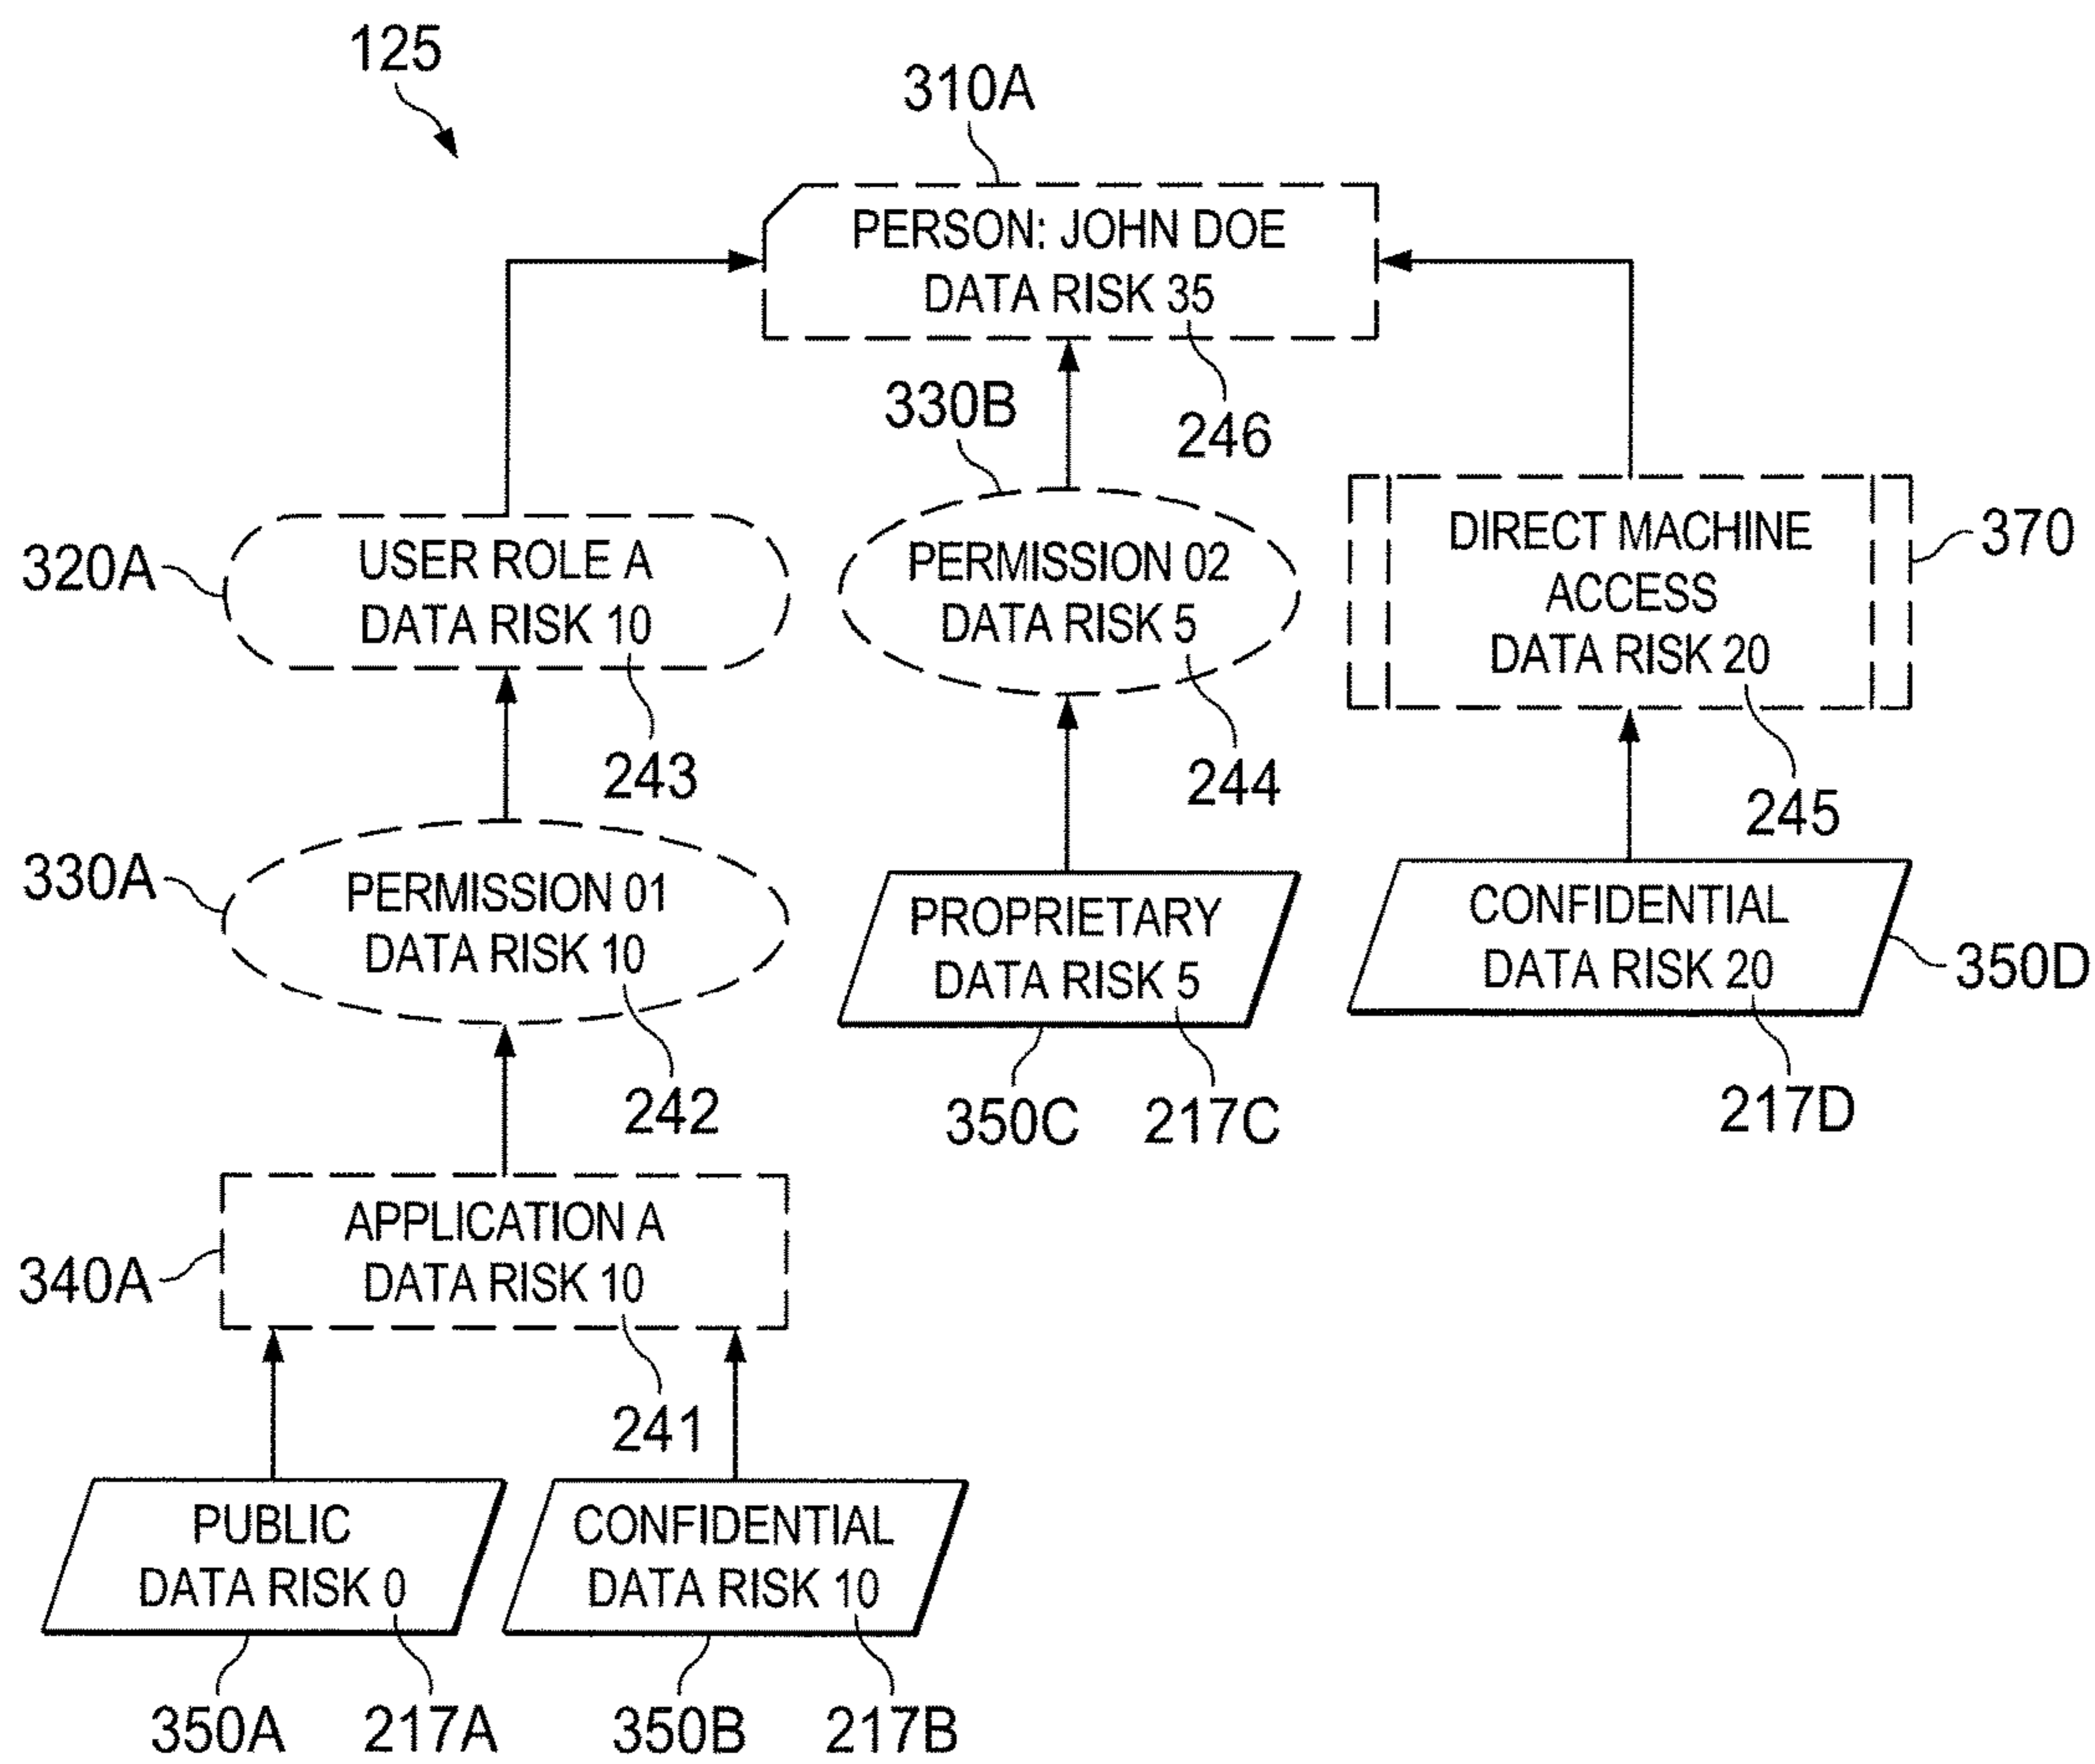 125
310A
PERSON: JOHN DOE
DATA RISK 35
246
330B
320A
USER ROLE A
DATA RISK 10
243
PERMISSION 02
DATA RISK 5
244
DIRECT MACHINE
ACCESS
DATA RISK 20
370
245
330A
PERMISSION 01
DATA RISK 10
242
PROPRIETARY
DATA RISK 5
350C
217C
CONFIDENTIAL
DATA RISK 20
350D
217D
340A
APPLICATION A
DATA RISK 10
241
PUBLIC
DATA RISK 0
350A
217A
CONFIDENTIAL
DATA RISK 10
350B
217B